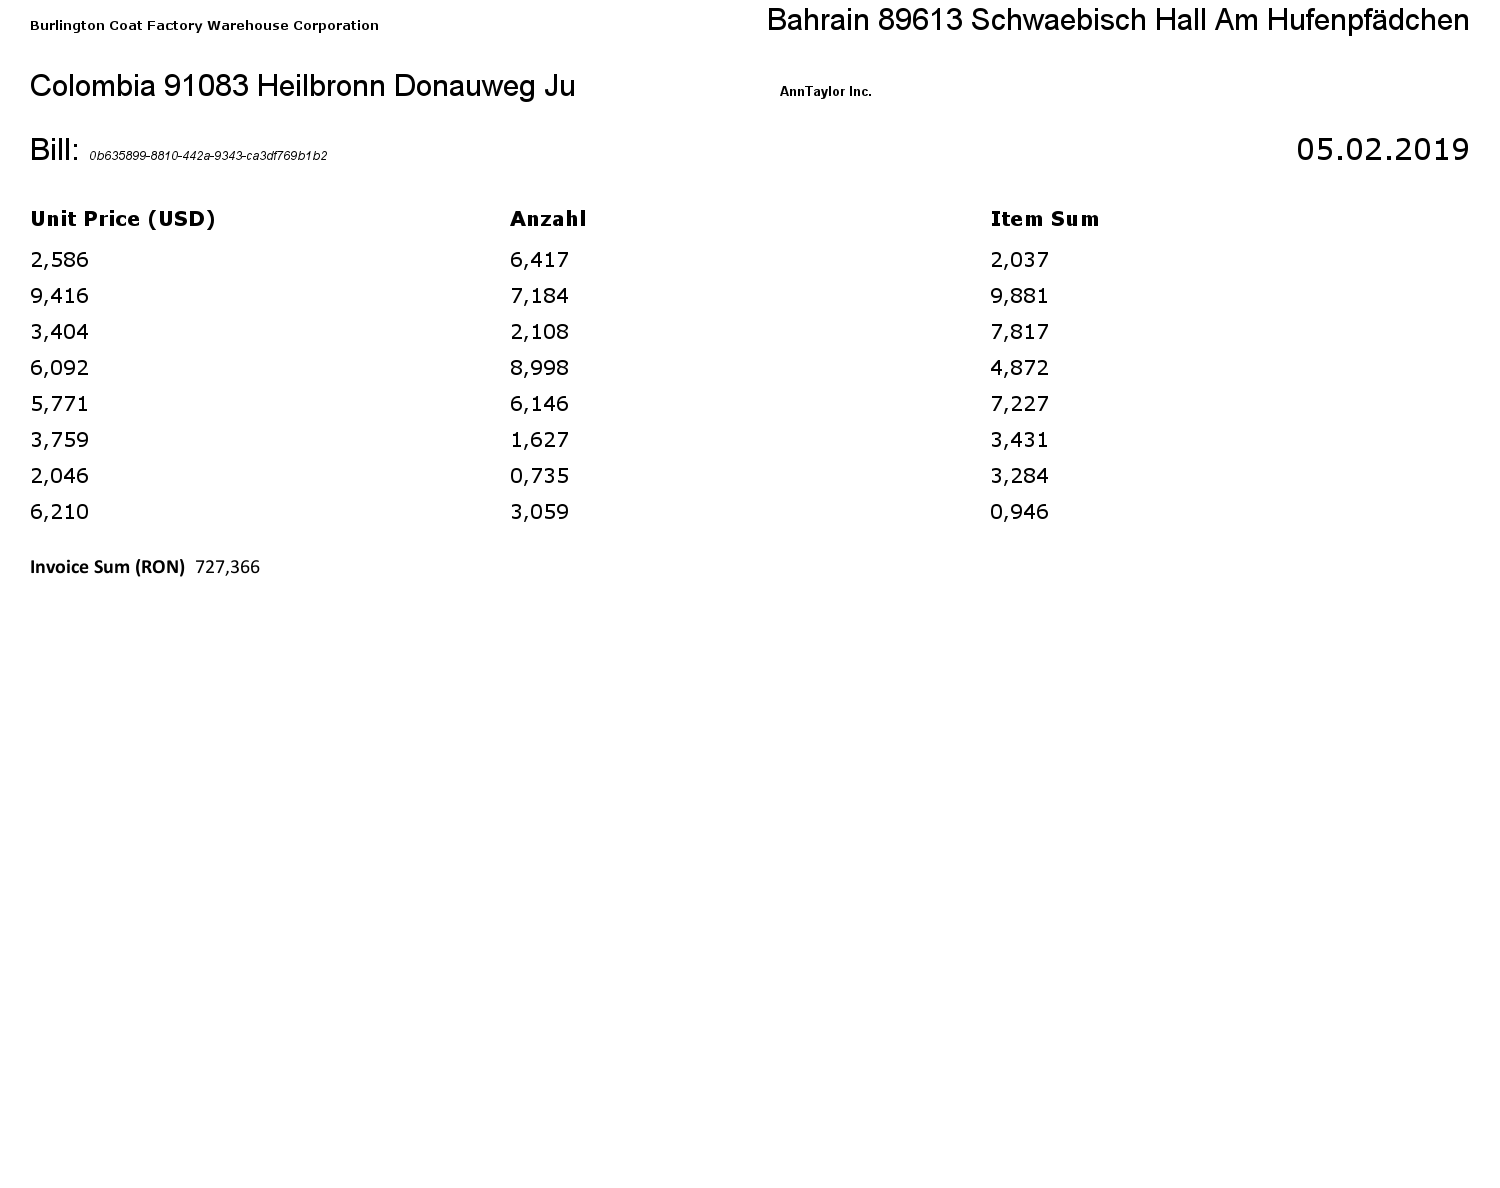 Burlington Coat Factory Warehouse Corporation
Bahrain 89613 Schwaebisch Hall Am Hufenpfädchen
Colombia 91083 Heilbronn Donauweg Ju
AnnTaylor Inc.
Bill: 0b635899-8810-442a-9343-ca3df769b1b2
05.02.2019
Unit Price (USD) Anzahl Item Sum
2,586 6,417 2,037
9,416 7,184 9,881
3,404 2,108 7,817
6,092 8,998 4,872
5,771 6,146 7,227
3,759 1,627 3,431
2,046 0,735 3,284
6,210 3,059 0,946
Invoice Sum (RON) 727,366